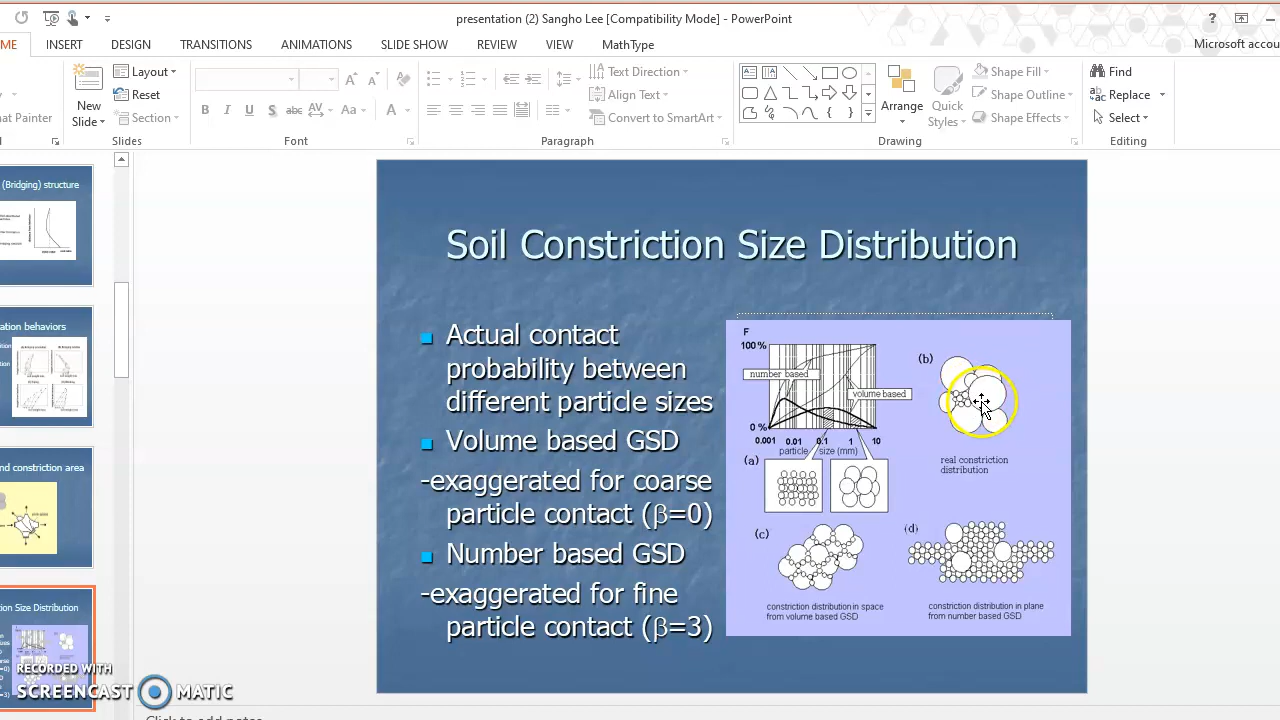 presentation (2) Sangho Lee [Compatibility Mode] - PowerPoint
?
ME INSERT DESIGN TRANSITIONS ANIMATIONS SLIDE SHOW REVIEW VIEW MathType
Microsoft accou
New
Slide
Layout
Reset
Section
at Painter
B I U S abc AV Aa A
Text Direction
Align Text
Convert to SmartArt
Arrange
Quick
Styles
Shape Fill
Shape Outline
Shape Effects
Find
Replace
Select
Slides
Font
Paragraph
Drawing
Editing
(Bridging) structure
ation behaviors
nd constriction area
ion Size Distribution
Soil Constriction Size Distribution
Actual contact
probability between
different particle sizes
Volume based GSD
-exaggerated for coarse
particle contact (β=0)
Number based GSD
-exaggerated for fine
particle contact (β=3)
F
100 %
number based
volume based
0 %
0.001 0.01 0.1 1 10
particle size (mm)
(a)
(b)
real constriction
distribution
(c)
constriction distribution in space
from volume based GSD
(d)
constriction distribution in plane
from number based GSD
RECORDED WITH
SCREENCAST MATIC
Click to add notes